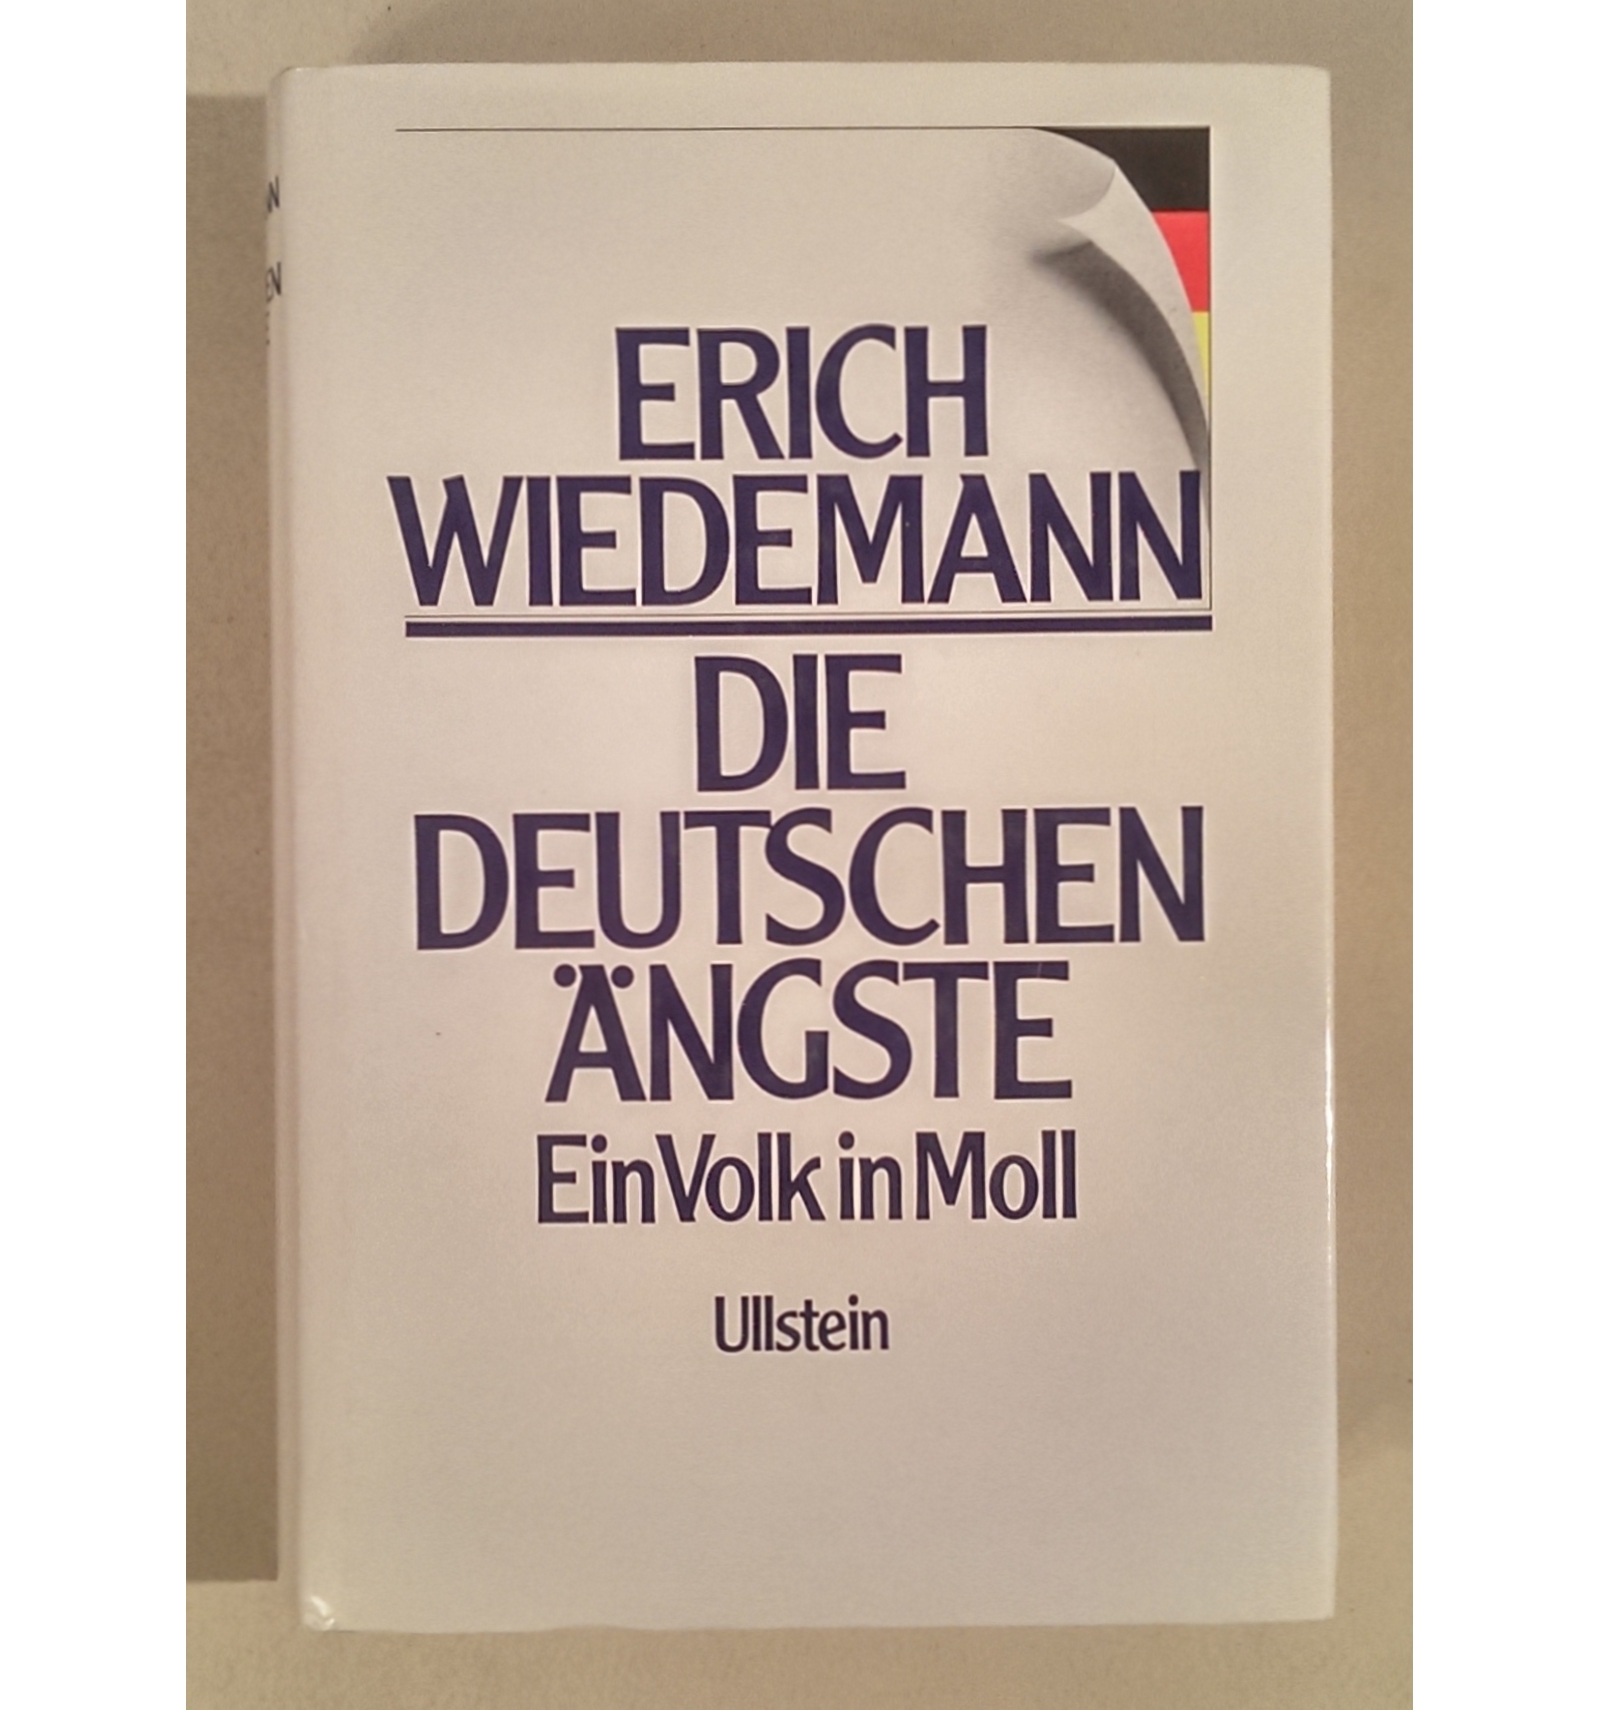 ERICH
WIEDEMANN
DIE
DEUTSCHEN
ÄNGSTE
Ein Volk in Moll
Ullstein